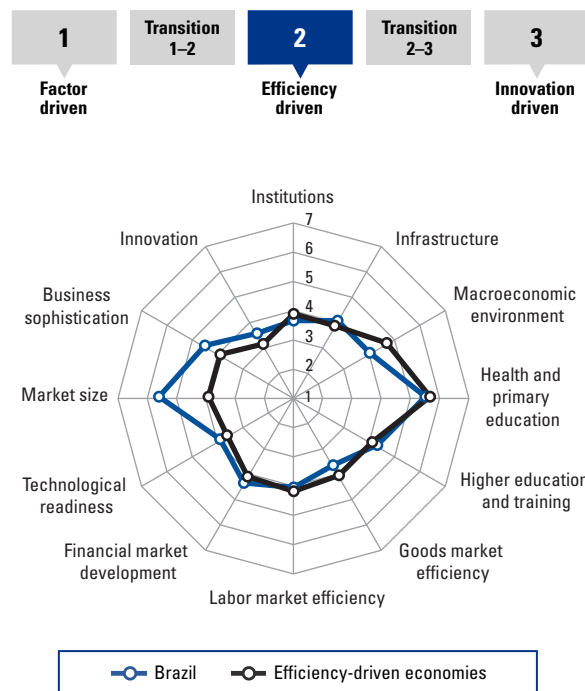 1
Transition
1–2
2
Transition
2–3
3
Factor
driven
Efficiency
driven
Innovation
driven
Institutions
7
6
5
4
3
2
1
Infrastructure
Macroeconomic
environment
Health and
primary
education
Higher education
and training
Goods market
efficiency
Labor market efficiency
Financial market
development
Technological
readiness
Market size
Business
sophistication
Innovation
Brazil
Efficiency-driven economies